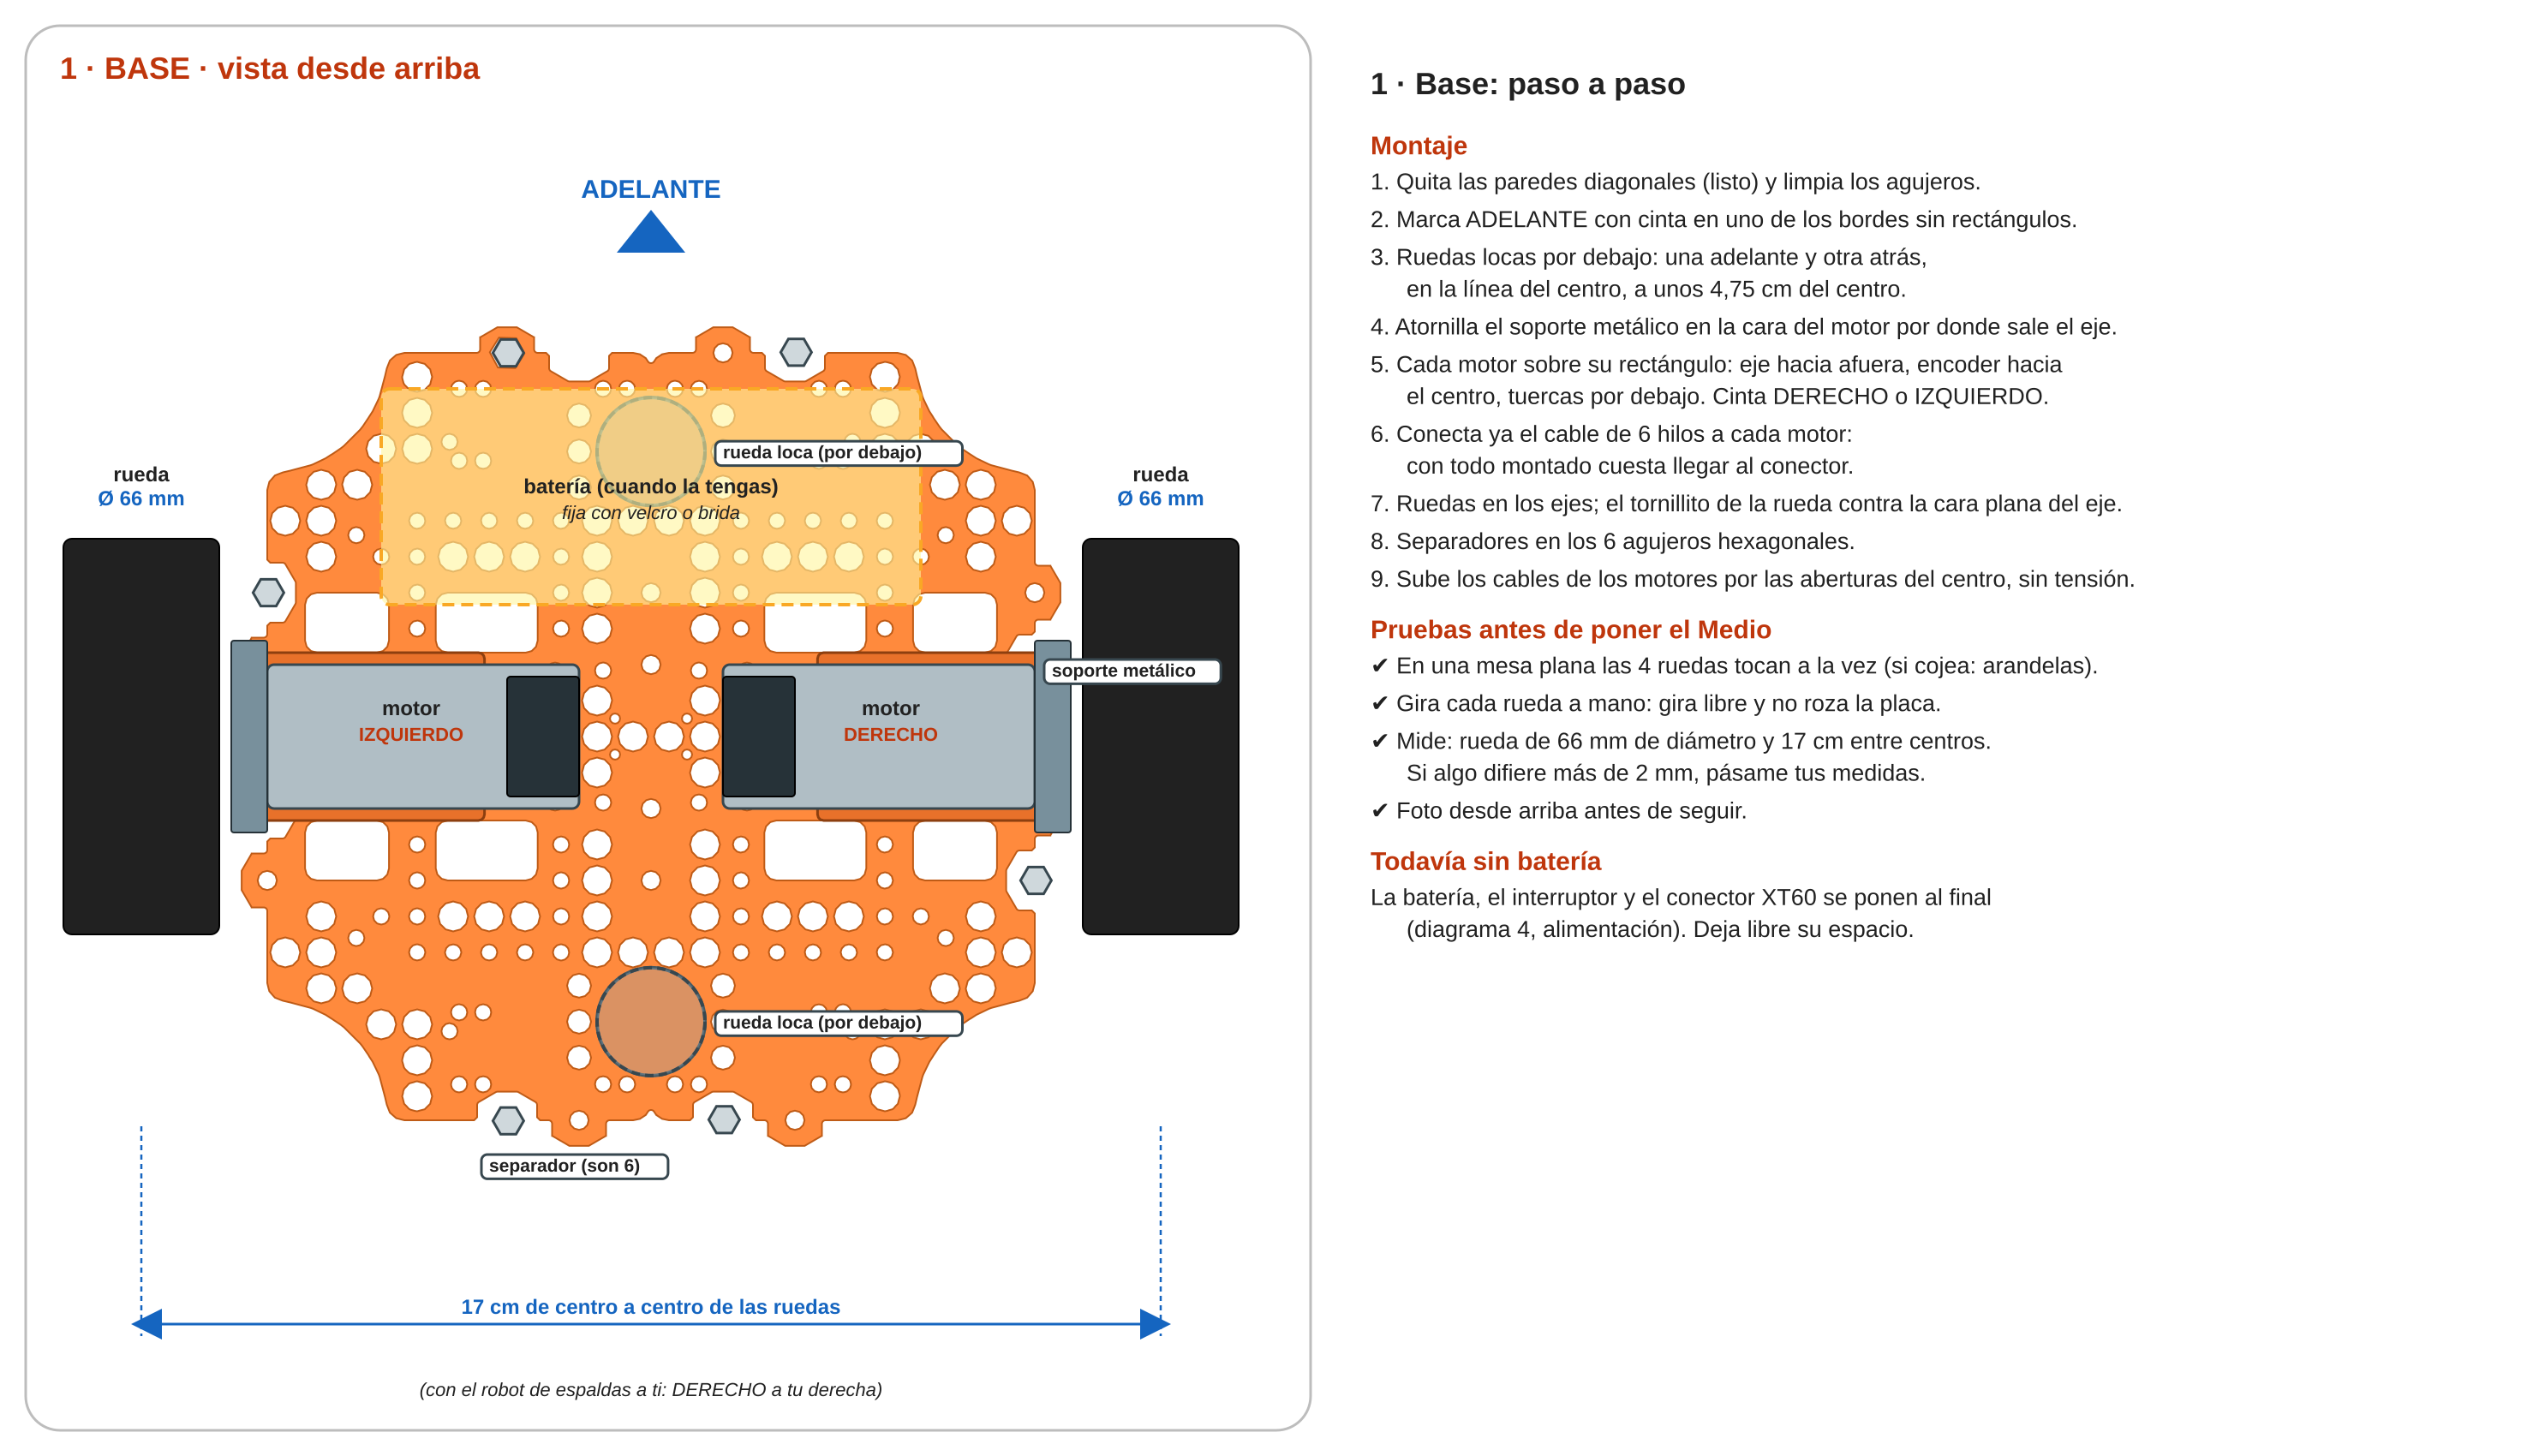 1 · BASE · vista desde arriba
ADELANTE
rueda loca (por debajo)
batería (cuando la tengas)
fija con velcro o brida
rueda
Ø 66 mm
rueda
Ø 66 mm
soporte metálico
motor
IZQUIERDO
motor
DERECHO
rueda loca (por debajo)
separador (son 6)
17 cm de centro a centro de las ruedas
(con el robot de espaldas a ti: DERECHO a tu derecha)
1 · Base: paso a paso
Montaje
1. Quita las paredes diagonales (listo) y limpia los agujeros.
2. Marca ADELANTE con cinta en uno de los bordes sin rectángulos.
3. Ruedas locas por debajo: una adelante y otra atrás,
en la línea del centro, a unos 4,75 cm del centro.
4. Atornilla el soporte metálico en la cara del motor por donde sale el eje.
5. Cada motor sobre su rectángulo: eje hacia afuera, encoder hacia
el centro, tuercas por debajo. Cinta DERECHO o IZQUIERDO.
6. Conecta ya el cable de 6 hilos a cada motor:
con todo montado cuesta llegar al conector.
7. Ruedas en los ejes; el tornillito de la rueda contra la cara plana del eje.
8. Separadores en los 6 agujeros hexagonales.
9. Sube los cables de los motores por las aberturas del centro, sin tensión.
Pruebas antes de poner el Medio
✔ En una mesa plana las 4 ruedas tocan a la vez (si cojea: arandelas).
✔ Gira cada rueda a mano: gira libre y no roza la placa.
✔ Mide: rueda de 66 mm de diámetro y 17 cm entre centros.
Si algo difiere más de 2 mm, pásame tus medidas.
✔ Foto desde arriba antes de seguir.
Todavía sin batería
La batería, el interruptor y el conector XT60 se ponen al final
(diagrama 4, alimentación). Deja libre su espacio.